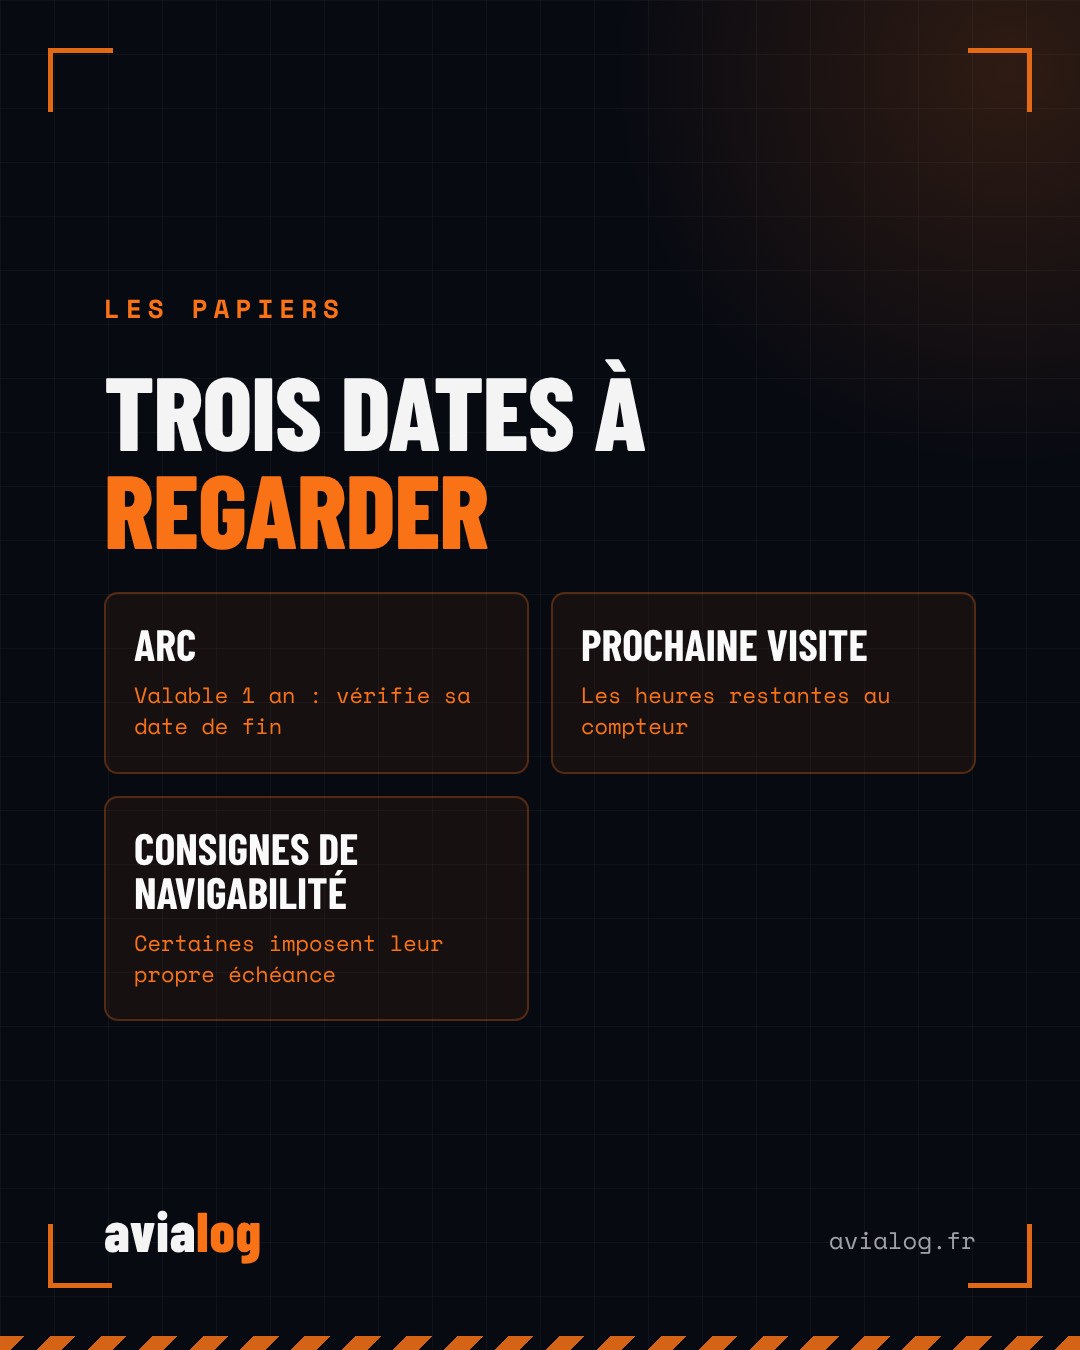 LES PAPIERS
TROIS DATES À
REGARDER
ARC
Valable 1 an : vérifie sa
date de fin
PROCHAINE VISITE
Les heures restantes au
compteur
CONSIGNES DE
NAVIGABILITÉ
Certaines imposent leur
propre échéance
avialog
avialog.fr